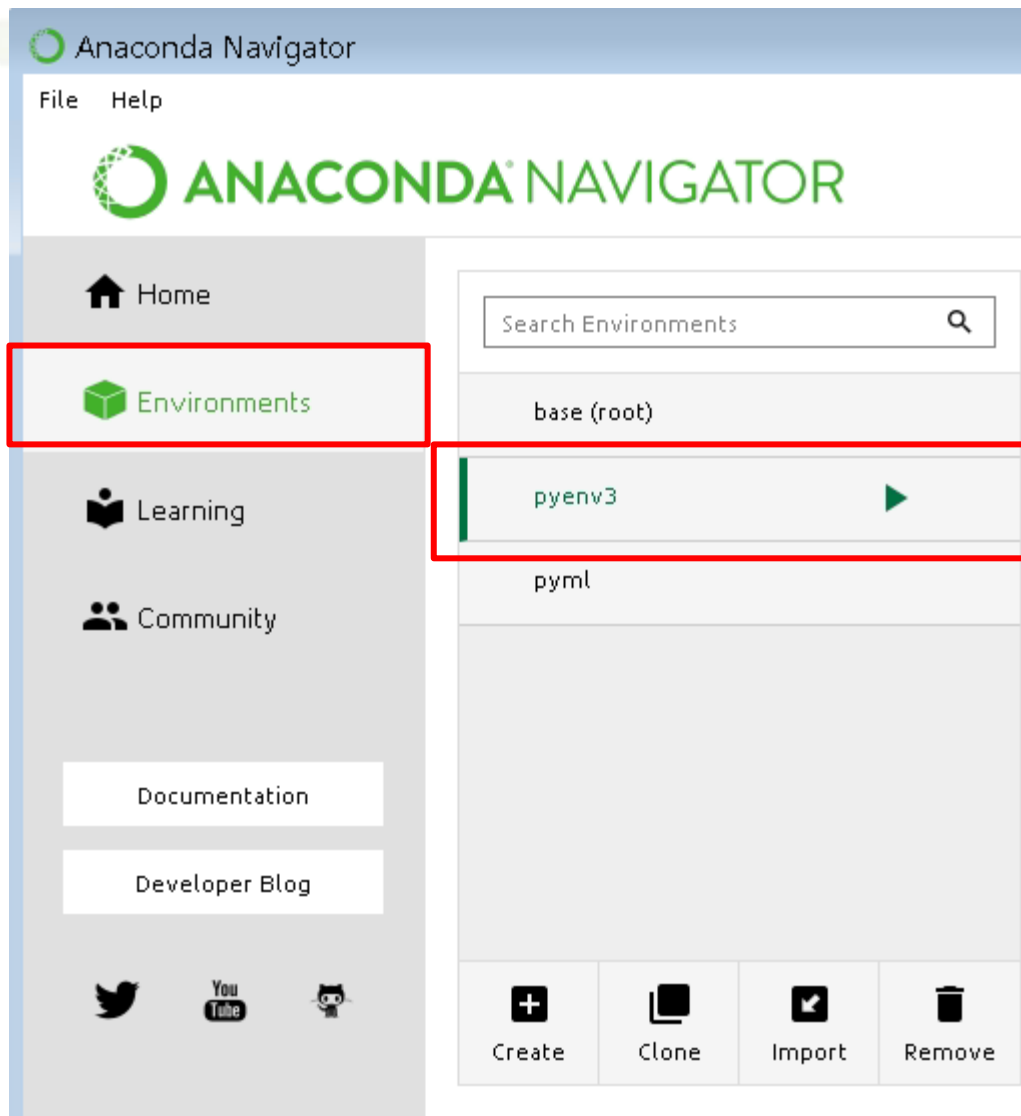 Anaconda Navigator
File Help
ANACONDA NAVIGATOR
Home
Environments
Learning
Community
Documentation
Developer Blog
You
Tube
Search Environments
base (root)
pyenv3
pyml
Create Clone Import Remove